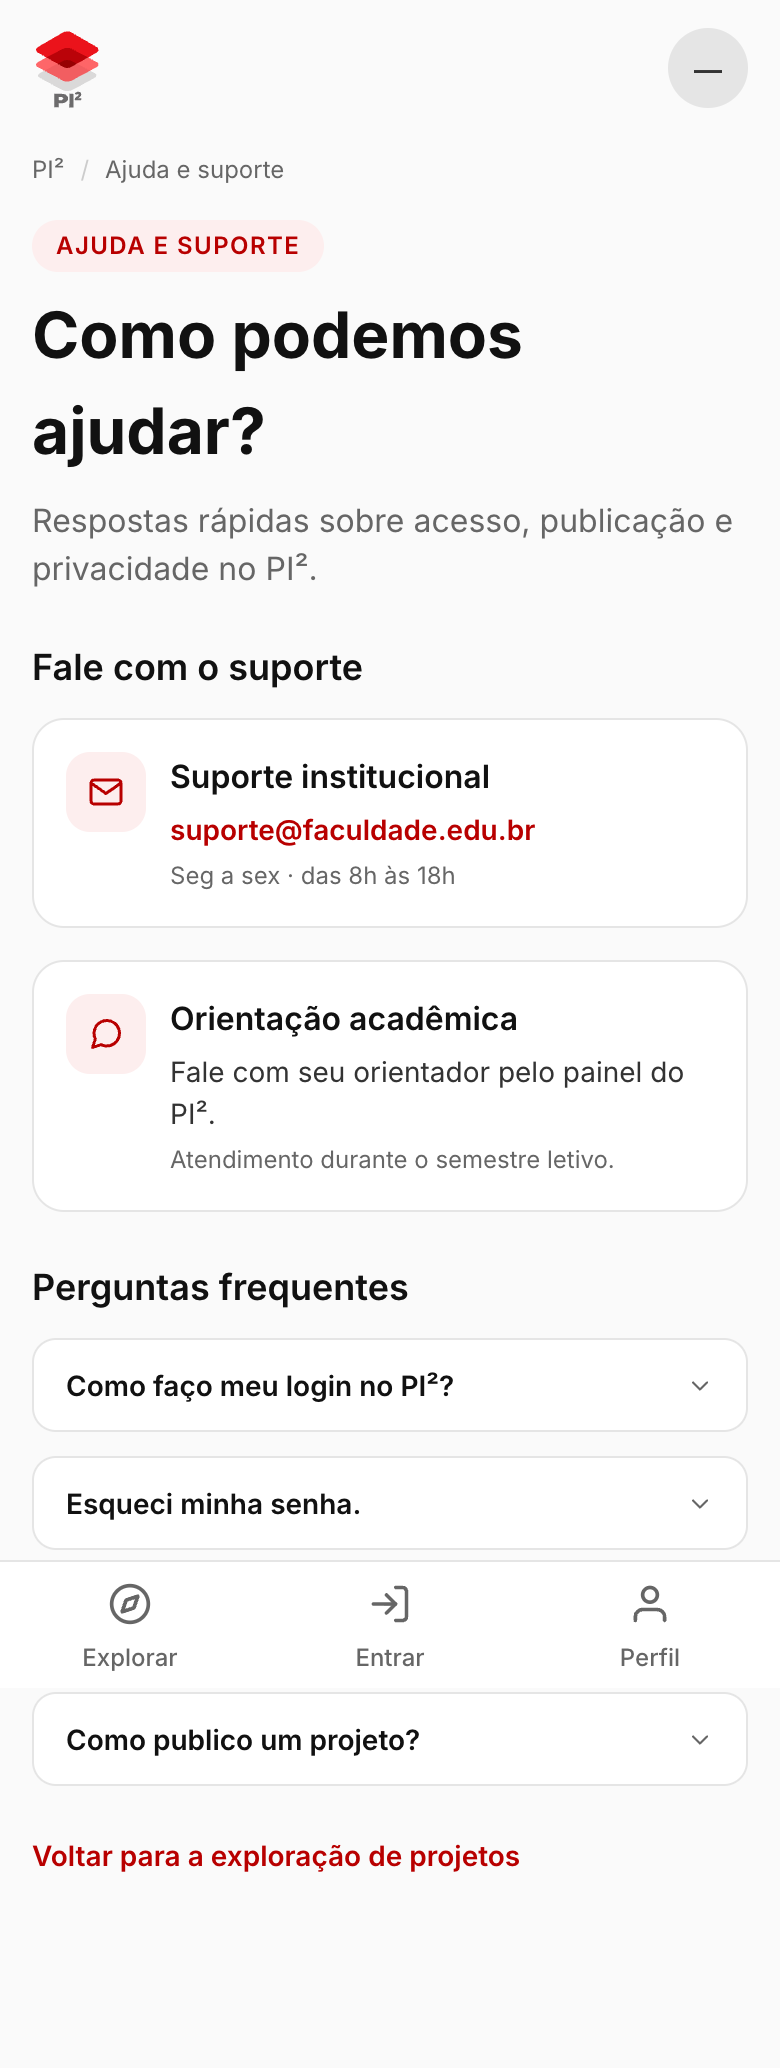 PI²
PI² / Ajuda e suporte
AJUDA E SUPORTE
Como podemos
ajudar?
Respostas rápidas sobre acesso, publicação e
privacidade no PI².
Fale com o suporte
Suporte institucional
suporte@faculdade.edu.br
Seg a sex · das 8h às 18h
Orientação acadêmica
Fale com seu orientador pelo painel do
PI².
Atendimento durante o semestre letivo.
Perguntas frequentes
Como faço meu login no PI²?
Esqueci minha senha.
Explorar
Entrar
Perfil
Como publico um projeto?
Voltar para a exploração de projetos